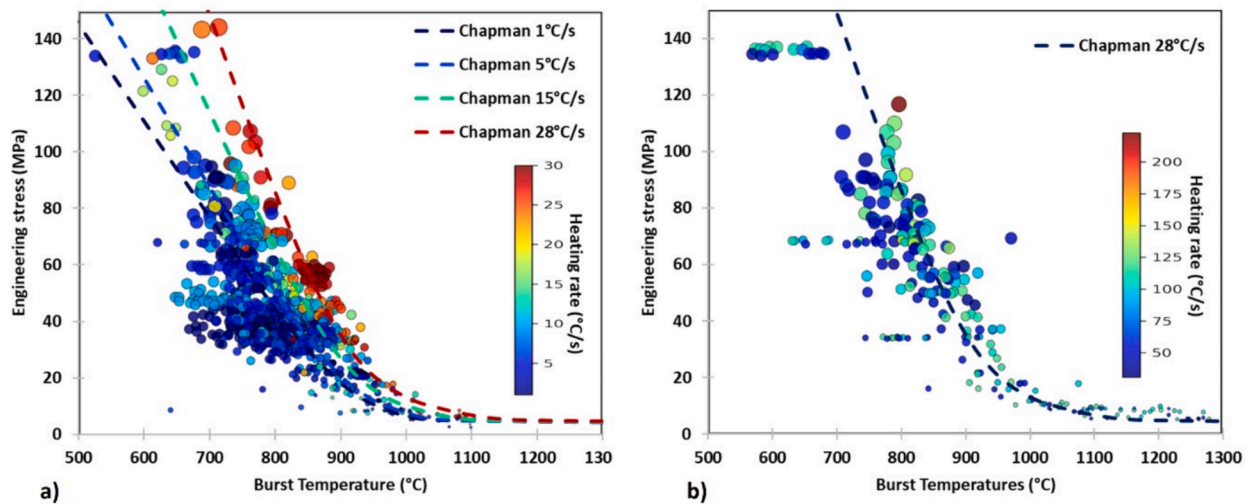 140
120
100
80
60
40
20
0
Engineering stress (MPa)
500 600 700 800 900 1000 1100 1200 130
Burst Temperature (°C)
a)
Chapman 1°C/s
Chapman 5°C/s
Chapman 15°C/s
Chapman 28°C/s
30
25
20
15
10
5
Heating rate (°C/s)
140
120
100
80
60
40
20
0
Engineering stress (MPa)
500 600 700 800 900 1000 1100 1200 1300
Burst Temperatures (°C)
b)
Chapman 28°C/s
200
175
150
125
100
75
50
Heating rate (°C/s)